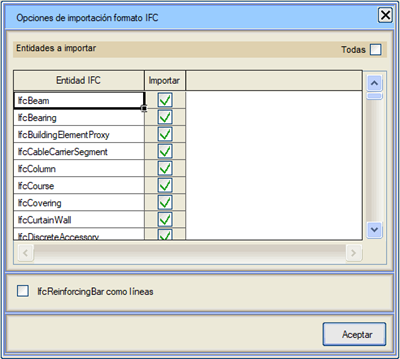 Opciones de importación formato IFC
Entidades a importar Todas
Entidad IFC Importar
IfcBeam
IfcBearing
IfcBuildingElementProxy
IfcCableCarrierSegment
IfcColumn
IfcCourse
IfcCovering
IfcCurtainWall
IfcDiscreteAccessory
IfcReinforcingBar como líneas
Aceptar